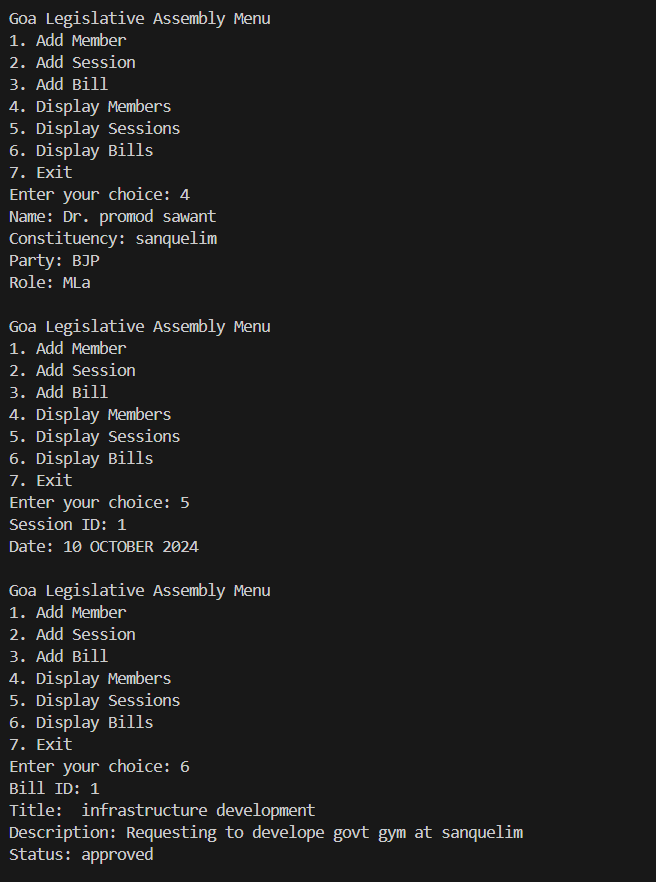 Goa Legislative Assembly Menu
1. Add Member
2. Add Session
3. Add Bill
4. Display Members
5. Display Sessions
6. Display Bills
7. Exit
Enter your choice: 4
Name: Dr. promod sawant
Constituency: sanquelim
Party: BJP
Role: MLa

Goa Legislative Assembly Menu
1. Add Member
2. Add Session
3. Add Bill
4. Display Members
5. Display Sessions
6. Display Bills
7. Exit
Enter your choice: 5
Session ID: 1
Date: 10 OCTOBER 2024

Goa Legislative Assembly Menu
1. Add Member
2. Add Session
3. Add Bill
4. Display Members
5. Display Sessions
6. Display Bills
7. Exit
Enter your choice: 6
Bill ID: 1
Title:  infrastructure development
Description: Requesting to develope govt gym at sanquelim
Status: approved